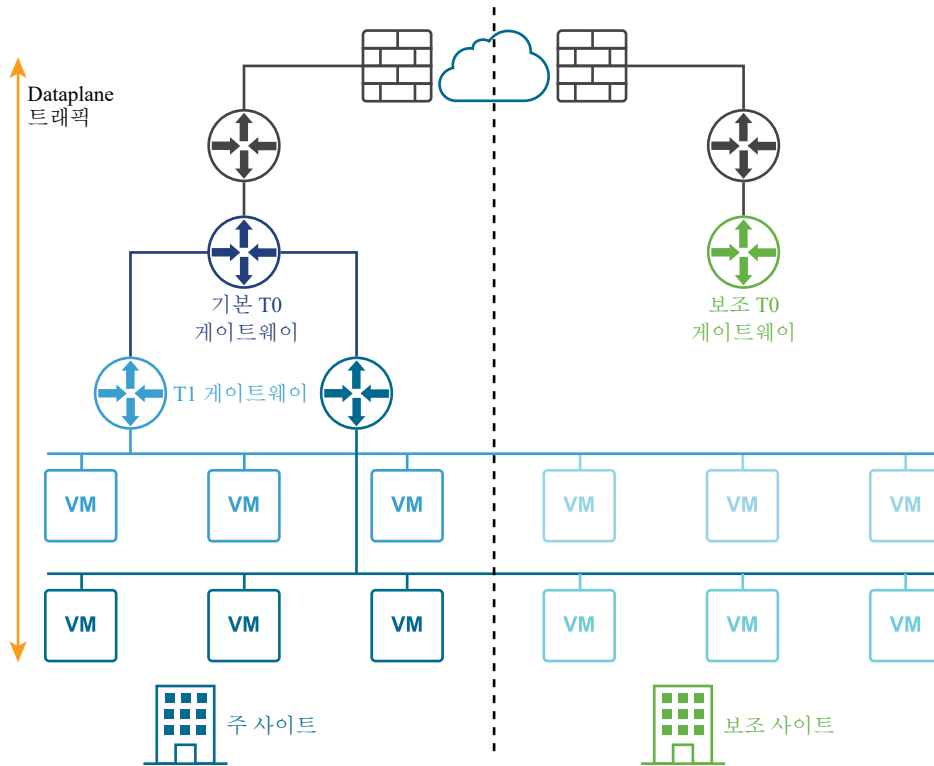 Dataplane
트래픽
기본 T0
게이트웨이
보조 T0
게이트웨이
T1 게이트웨이
VM VM VM VM VM VM
VM VM VM VM VM VM
주 사이트
보조 사이트